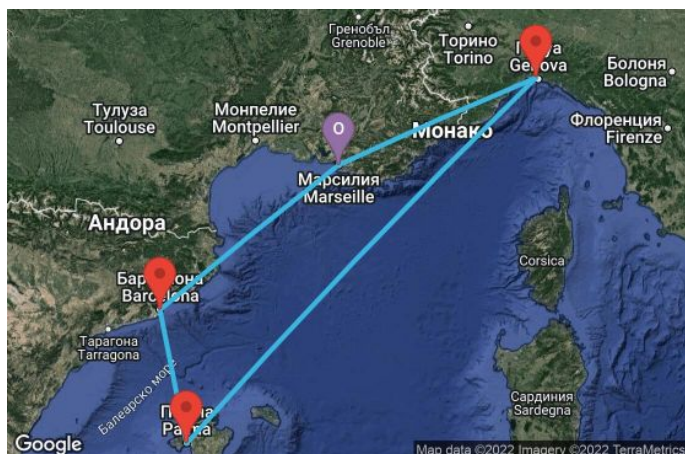 Гренобъл
Grenoble
Торино
Torino
Genova
Болоня
Bologna
Тулуза
Toulouse
Монпелие
Montpellier
O
Монако
Флоренция
Firenze
Марсилия
Marseille
Андора
Corsica
Barcelona
Тарагона
Tarragona
Балеарско море
Сардиния
Sardegna
Google
Map data ©2022 Imagery ©2022 TerraMetrics